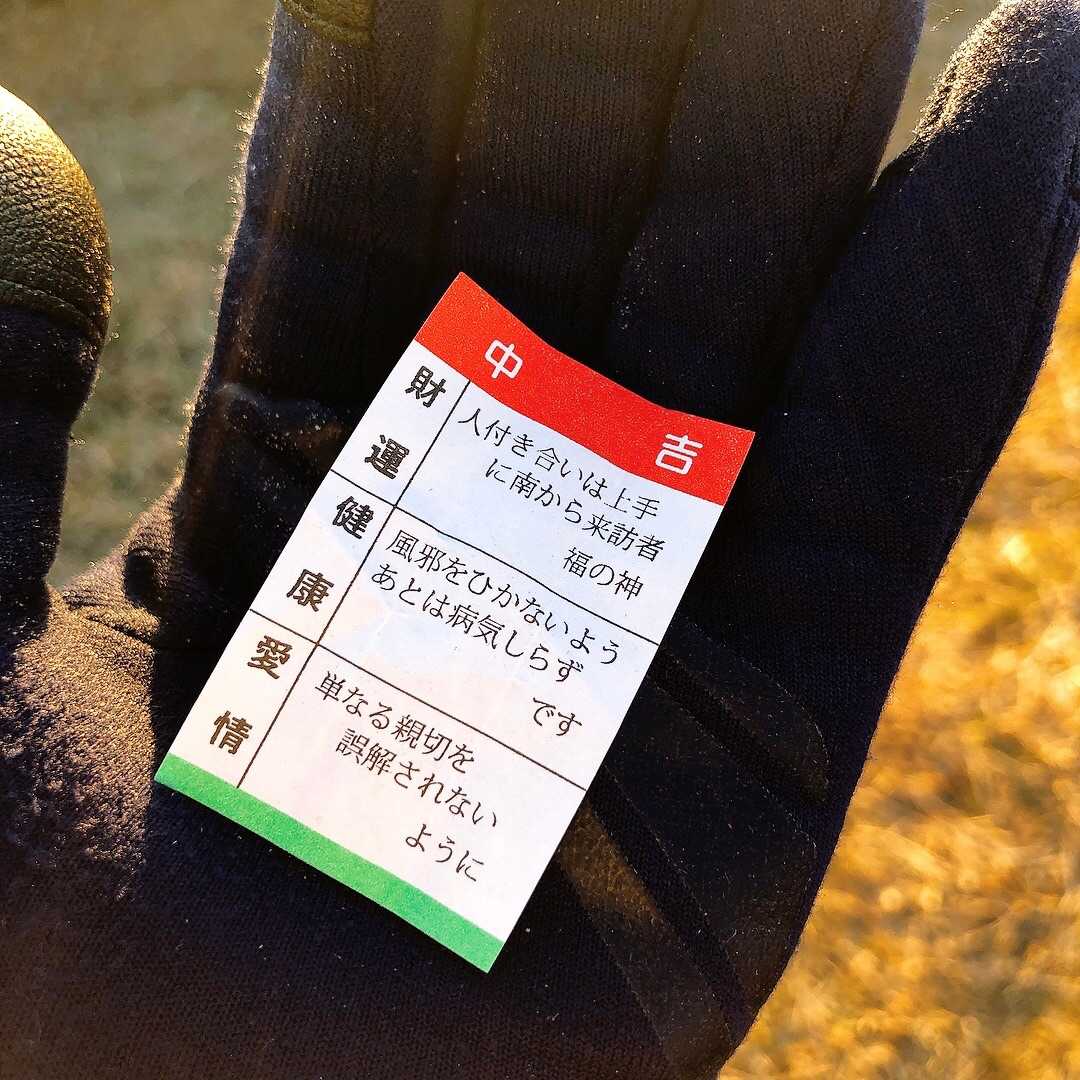 中吉
財運
人付き合いは上手
に南から来訪者
福の神
健康
風邪をひかないよう
あとは病気しらず
です
愛情
単なる親切を
誤解されない
ように